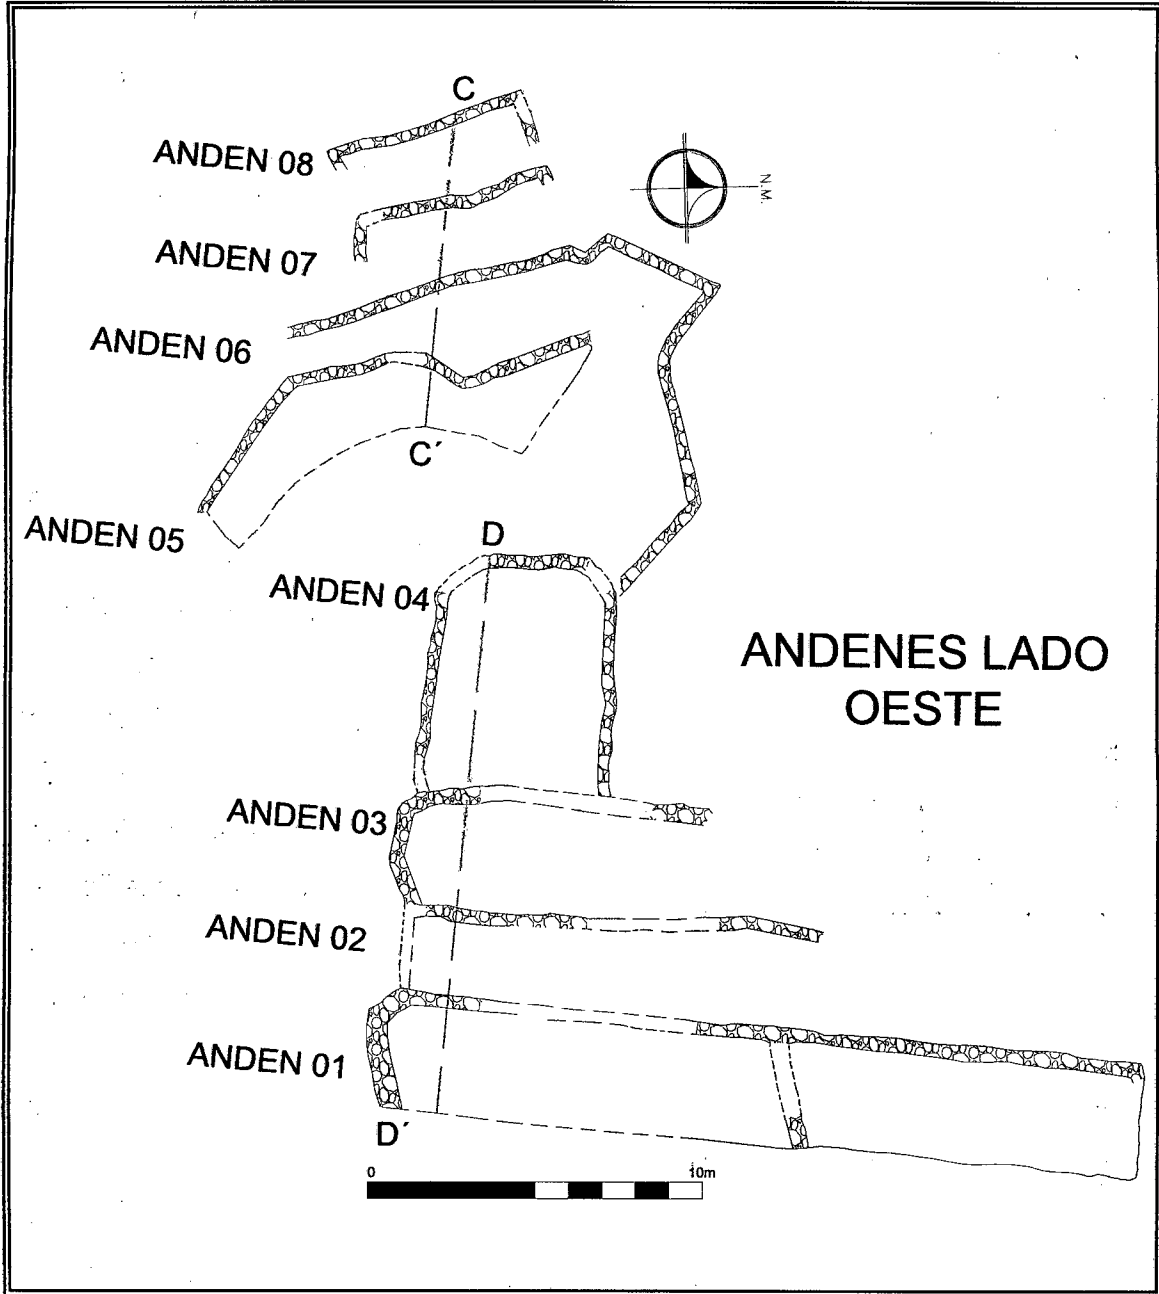 C
ANDEN 08
N.M.
ANDEN 07
ANDEN 06
C´
ANDEN 05
D
ANDEN 04
ANDENES LADO
OESTE
ANDEN 03
ANDEN 02
ANDEN 01
D´
0 10m